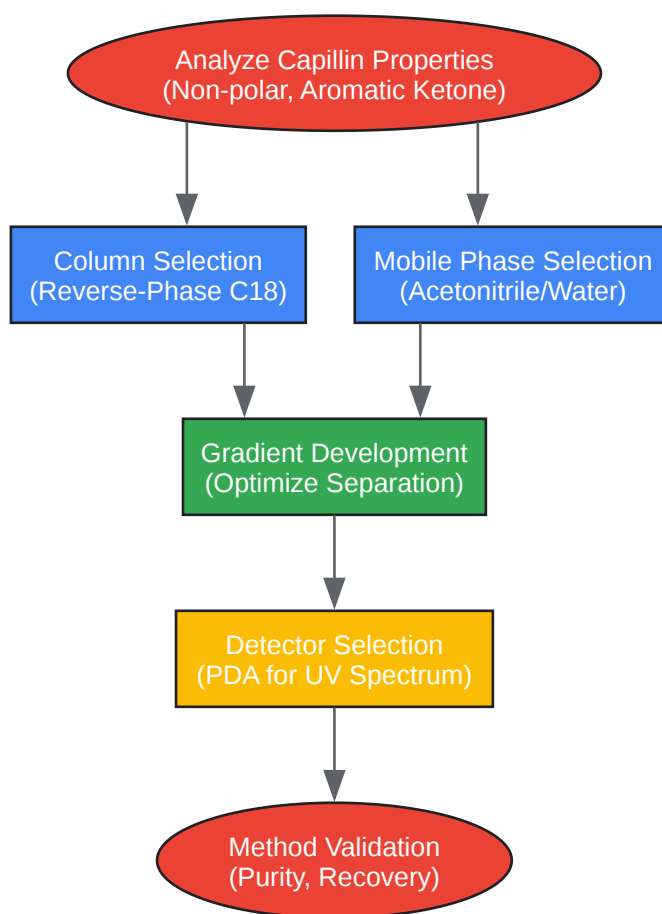 Analyze Capillin Properties
(Non-polar, Aromatic Ketone)
Column Selection
(Reverse-Phase C18)
Mobile Phase Selection
(Acetonitrile/Water)
Gradient Development
(Optimize Separation)
Detector Selection
(PDA for UV Spectrum)
Method Validation
(Purity, Recovery)